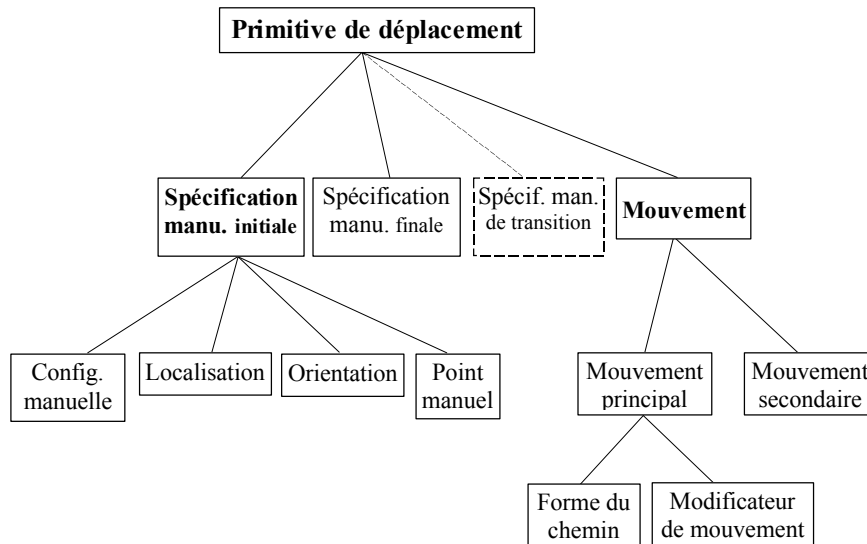 Primitive de déplacement
Spécification
manu. initiale
Spécification
manu. finale
Spécif. man.
de transition
Mouvement
Config.
manuelle
Localisation
Orientation
Point
manuel
Mouvement
principal
Mouvement
secondaire
Forme du
chemin
Modificateur
de mouvement